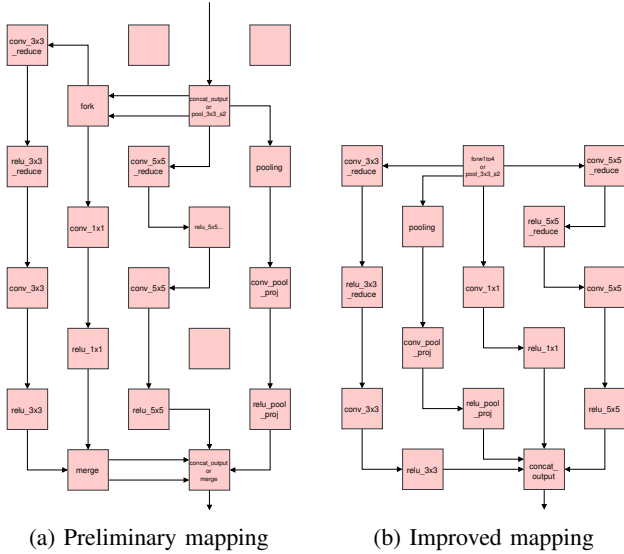 conv_3x3
_reduce
fork
concat_output
or
pool_3x3_s2
relu_3x3
_reduce
conv_5x5
_reduce
pooling
conv_1x1
relu_5x5...
conv_3x3
conv_5x5
conv_pool
_proj
relu_1x1
relu_3x3
relu_5x5
relu_pool
_proj
merge
concat_output
or
merge
(a) Preliminary mapping
conv_3x3
_reduce
forw1to4
or
pool_3x3_s2
conv_5x5
_reduce
pooling
relu_5x5
_reduce
relu_3x3
_reduce
conv_1x1
conv_5x5
conv_pool
_proj
relu_1x1
conv_3x3
relu_pool
_proj
relu_5x5
relu_3x3
concat_
output
(b) Improved mapping